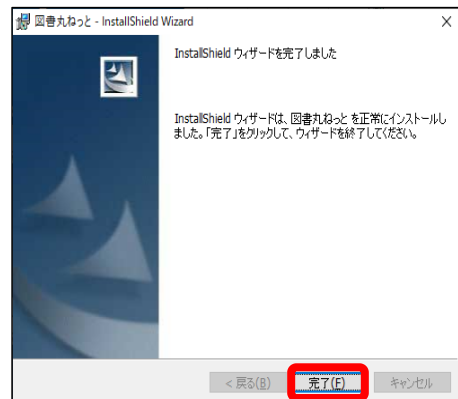 図書丸ねっと - InstallShield Wizard
InstallShield ウィザードを完了しました
InstallShield ウィザードは、図書丸ねっと を正常にインストールし
ました。「完了」をクリックして、ウィザードを終了してください。
< 戻る(B)
完了(F)
キャンセル